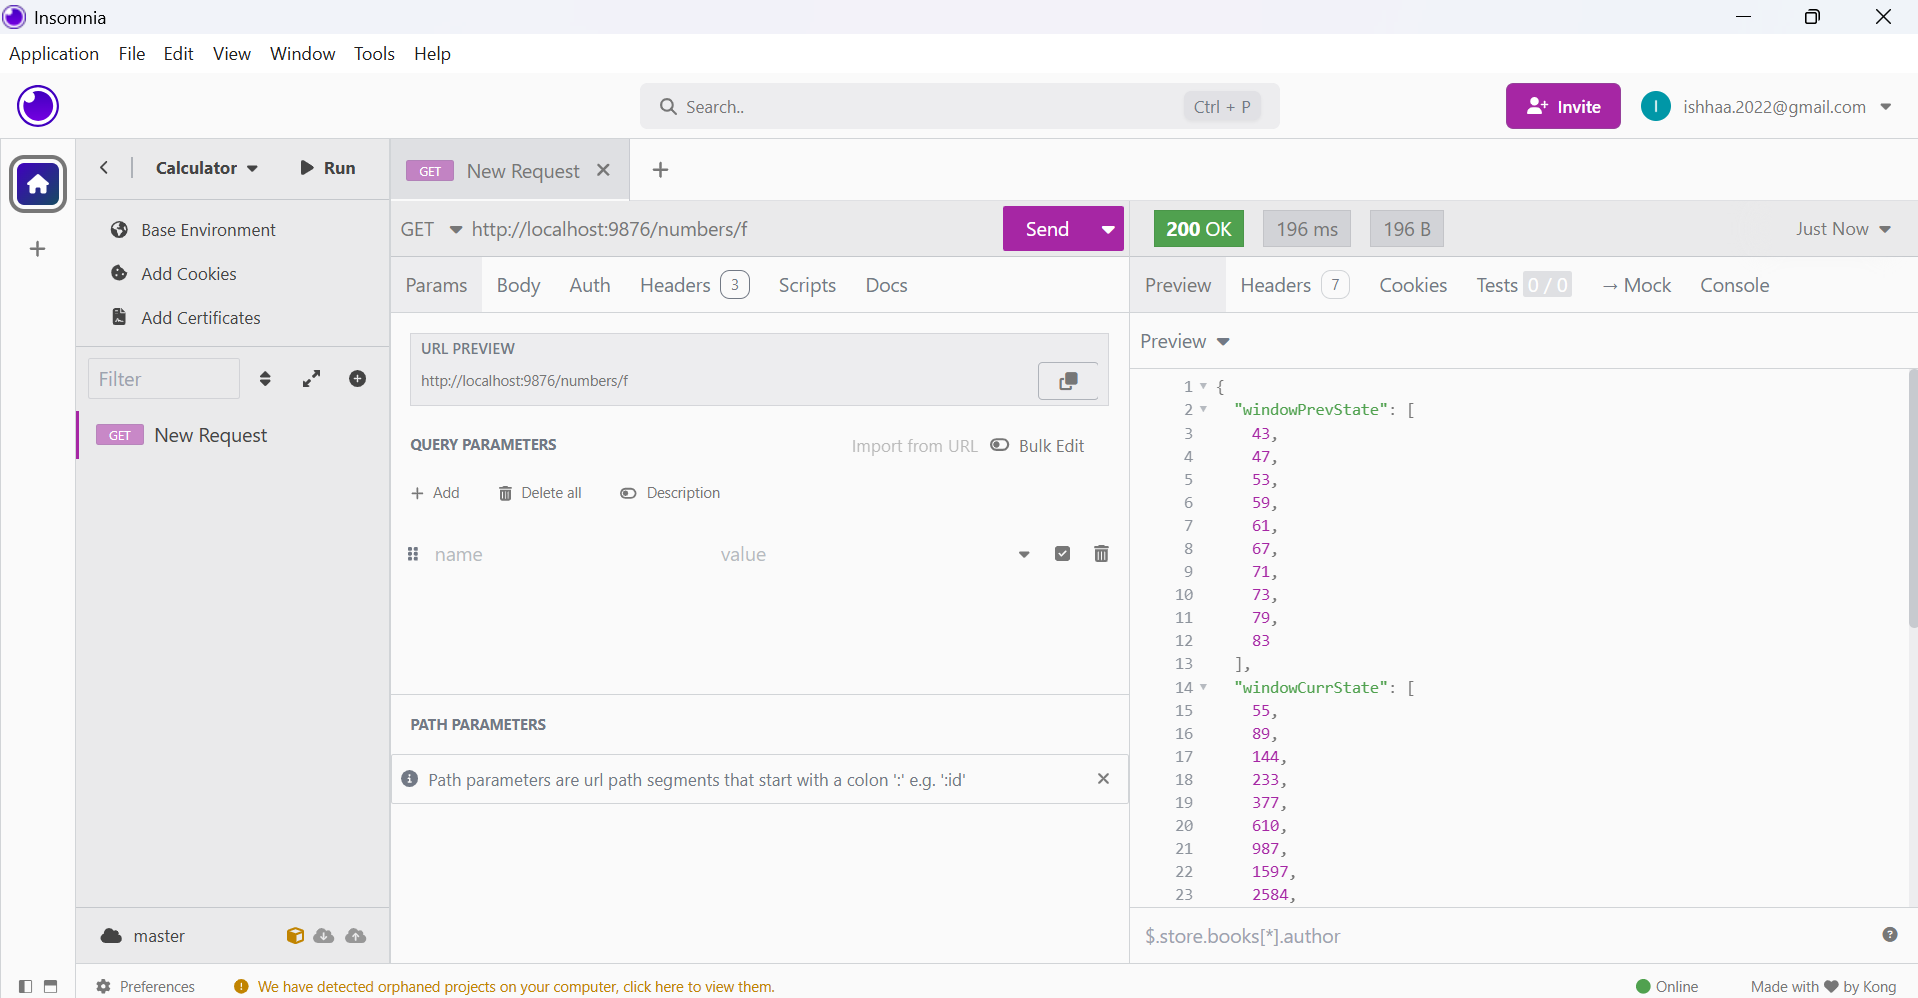 Insomnia
Application File Edit View Window Tools Help
Search.. Ctrl + P
Invite
I ishhaa.2022@gmail.com
Calculator Run
GET New Request
Base Environment
Add Cookies
Add Certificates
Filter
GET New Request
master
GET http://localhost:9876/numbers/f Send
Params Body Auth Headers 3 Scripts Docs
URL PREVIEW
http://localhost:9876/numbers/f
QUERY PARAMETERS Import from URL Bulk Edit
Add Delete all Description
name value
PATH PARAMETERS
Path parameters are url path segments that start with a colon ':' e.g. ':id'
200 OK 196 ms 196 B Just Now
Preview Headers 7 Cookies Tests 0 / 0 → Mock Console
Preview
1 {
2 "windowPrevState": [
3 43,
4 47,
5 53,
6 59,
7 61,
8 67,
9 71,
10 73,
11 79,
12 83
13 ],
14 "windowCurrState": [
15 55,
16 89,
17 144,
18 233,
19 377,
20 610,
21 987,
22 1597,
23 2584,
$.store.books[*].author
Preferences We have detected orphaned projects on your computer, click here to view them. Online Made with ❤ by Kong